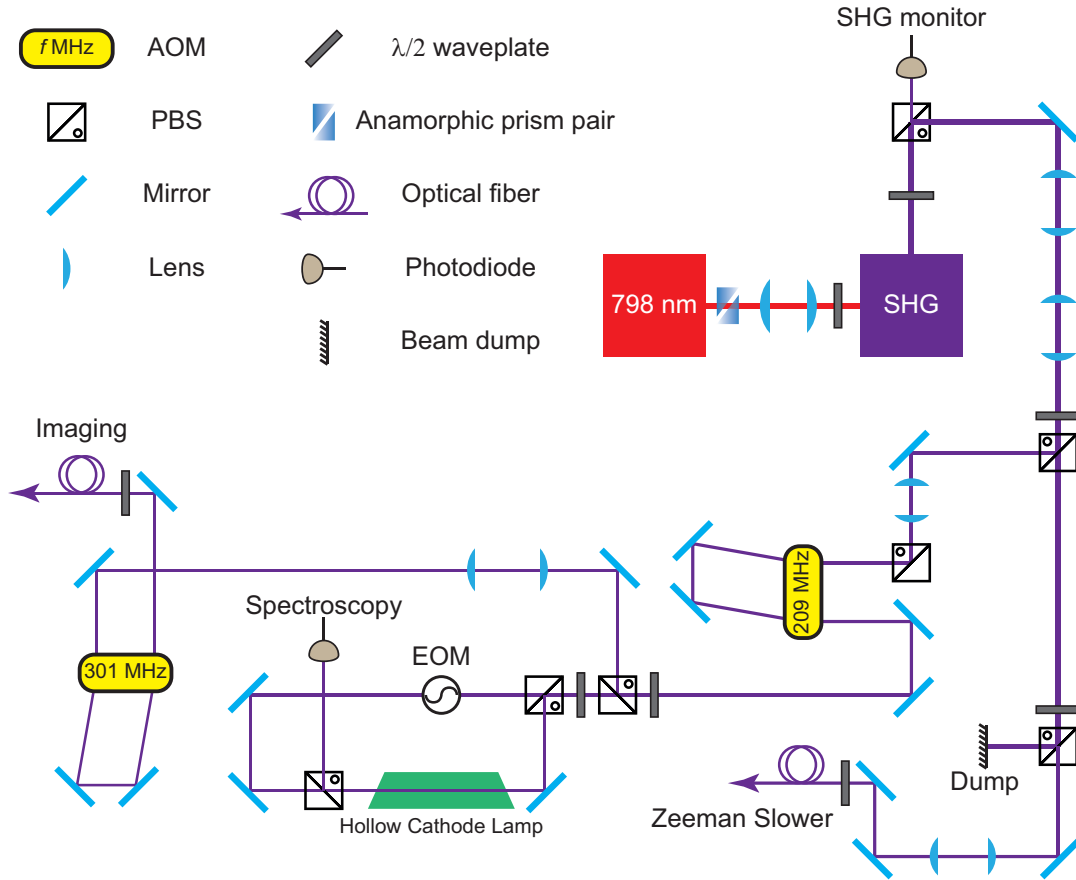 SHG monitor
f MHz
AOM
λ/2 waveplate
PBS
Anamorphic prism pair
Mirror
Optical fiber
Lens
Photodiode
798 nm
SHG
Beam dump
Imaging
209 MHz
Spectroscopy
EOM
301 MHz
Dump
Zeeman Slower
Hollow Cathode Lamp